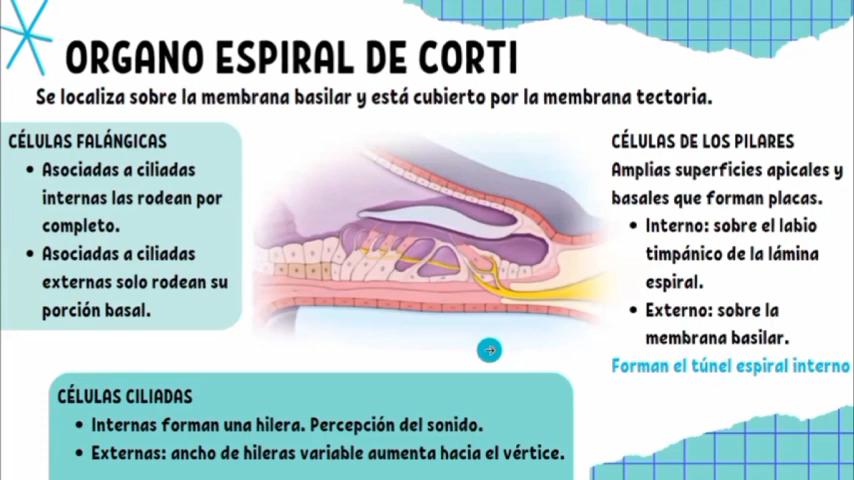 ORGANO ESPIRAL DE CORTI
Se localiza sobre la membrana basilar y está cubierto por la membrana tectoria.
CÉLULAS FALÁNGICAS
• Asociadas a ciliadas
internas las rodean por
completo.
• Asociadas a ciliadas
externas solo rodean su
porción basal.
CÉLULAS DE LOS PILARES
Amplias superficies apicales y
basales que forman placas.
• Interno: sobre el labio
timpánico de la lámina
espiral.
• Externo: sobre la
membrana basilar.
Forman el túnel espiral interno
CÉLULAS CILIADAS
• Internas forman una hilera. Percepción del sonido.
• Externas: ancho de hileras variable aumenta hacia el vértice.